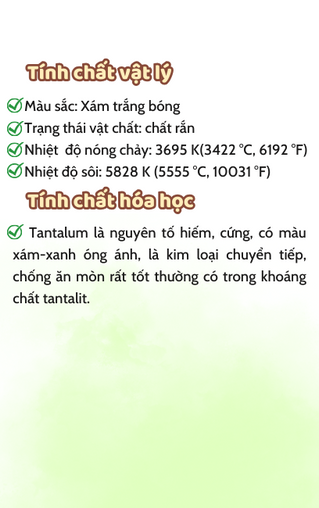 Tính chất vật lý
Màu sắc: Xám trắng bóng
Trạng thái vật chất: chất rắn
Nhiệt độ nóng chảy: 3695 K(3422 °C, 6192 °F)
Nhiệt độ sôi: 5828 K (5555 °C, 10031 °F)
Tính chất hóa học
Tantalum là nguyên tố hiếm, cứng, có màu
xám-xanh óng ánh, là kim loại chuyển tiếp,
chống ăn mòn rất tốt thường có trong khoáng
chất tantalit.